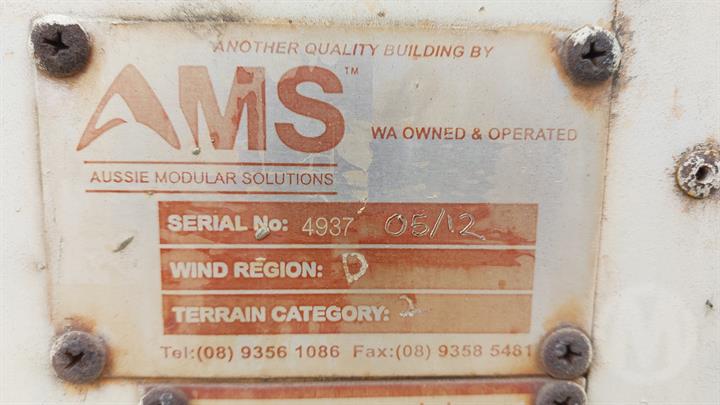 ANOTHER QUALITY BUILDING BY
AMS™
WA OWNED & OPERATED
AUSSIE MODULAR SOLUTIONS
SERIAL No: 4937 05/12
WIND REGION: D
TERRAIN CATEGORY: 2
Tel:(08) 9356 1086 Fax:(08) 9358 5481